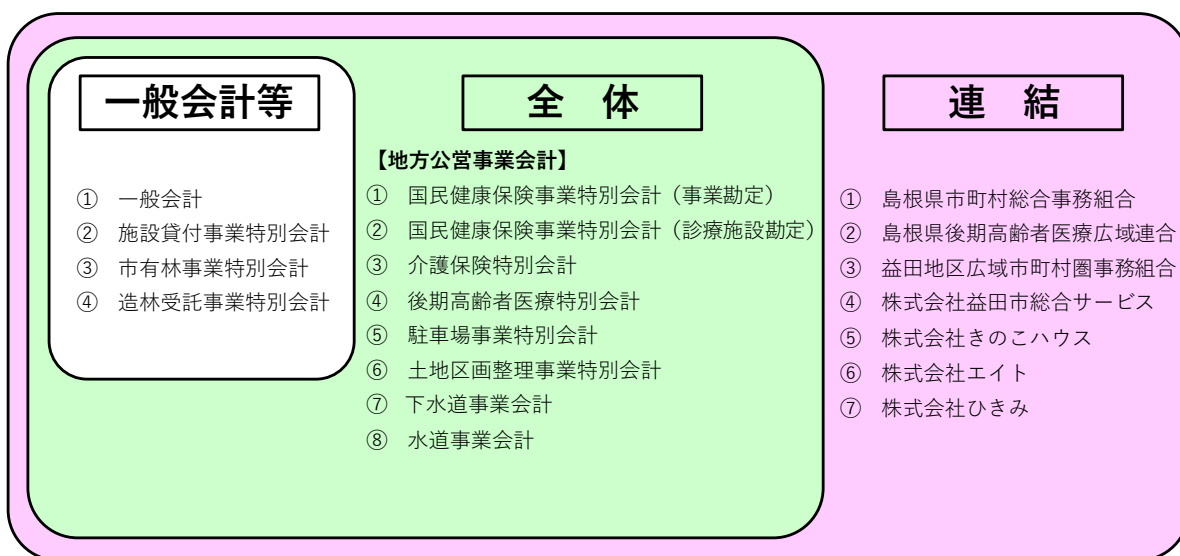 一般会計等
① 一般会計
② 施設貸付事業特別会計
③ 市有林事業特別会計
④ 造林受託事業特別会計
全 体
【地方公営事業会計】
① 国民健康保険事業特別会計（事業勘定）
② 国民健康保険事業特別会計（診療施設勘定）
③ 介護保険特別会計
④ 後期高齢者医療特別会計
⑤ 駐車場事業特別会計
⑥ 土地区画整理事業特別会計
⑦ 下水道事業会計
⑧ 水道事業会計
連 結
① 島根県市町村総合事務組合
② 島根県後期高齢者医療広域連合
③ 益田地区広域市町村圏事務組合
④ 株式会社益田市総合サービス
⑤ 株式会社きのこハウス
⑥ 株式会社エイト
⑦ 株式会社ひきみ